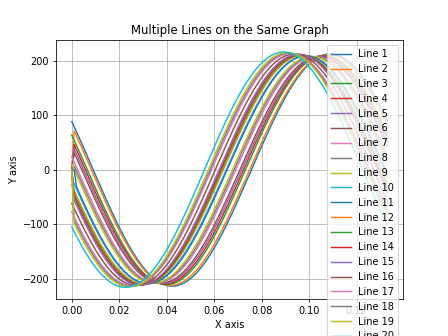 Multiple Lines on the Same Graph
Y axis
200
100
0
−100
−200
0.00
0.02
0.04
0.06
0.08
0.10
X axis
Line 1
Line 2
Line 3
Line 4
Line 5
Line 6
Line 7
Line 8
Line 9
Line 10
Line 11
Line 12
Line 13
Line 14
Line 15
Line 16
Line 17
Line 18
Line 19
Line 20